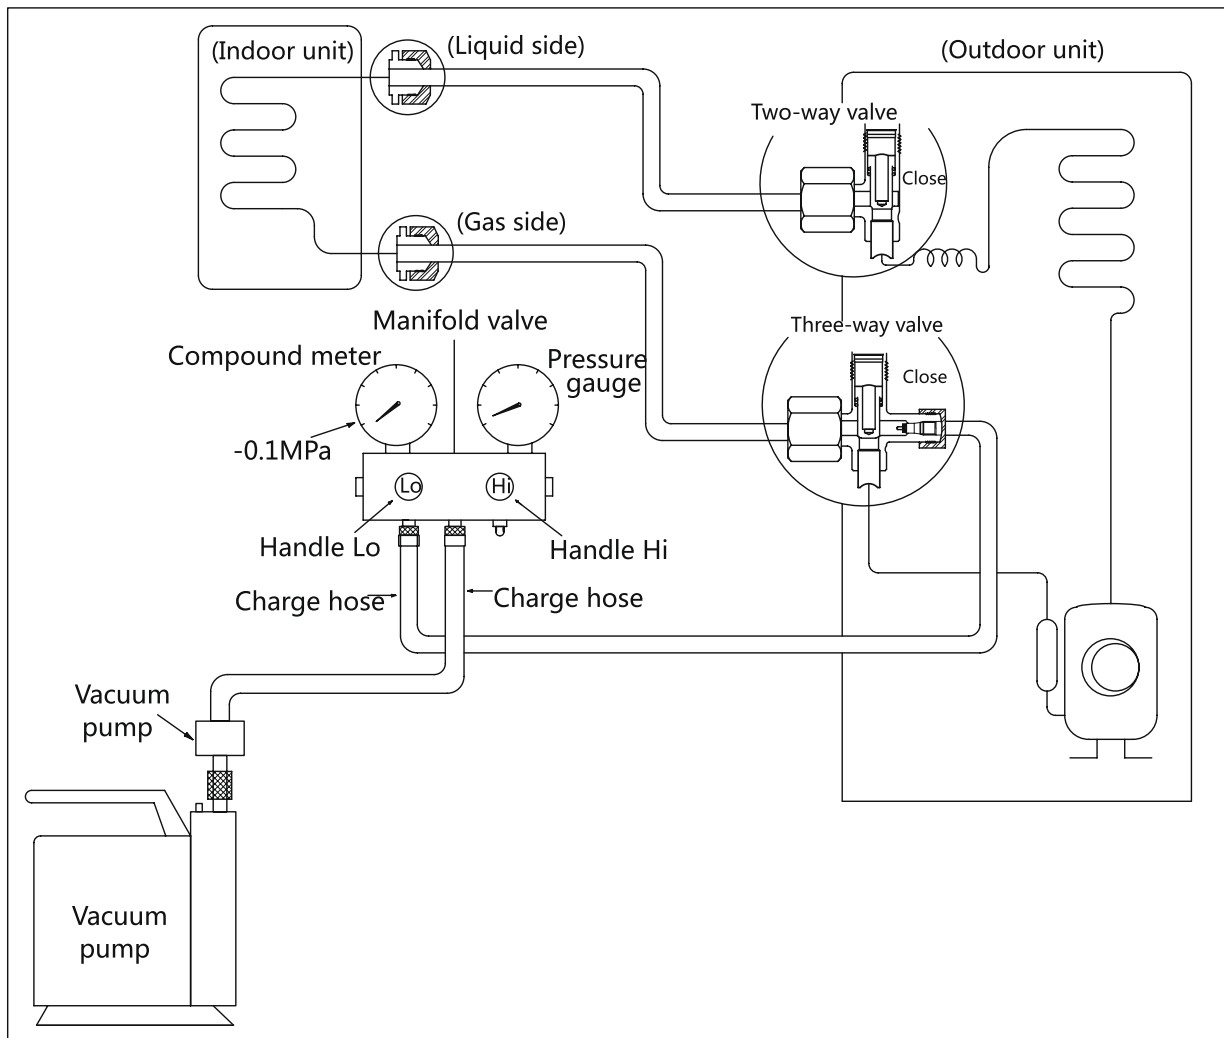 (Indoor unit)
(Liquid side)
(Outdoor unit)
Two-way valve
Close
(Gas side)
Manifold valve
Three-way valve
Compound meter
Pressure
gauge
Close
-0.1MPa
Lo
Hi
Handle Lo
Handle Hi
Charge hose
Charge hose
Vacuum
pump
Vacuum
pump